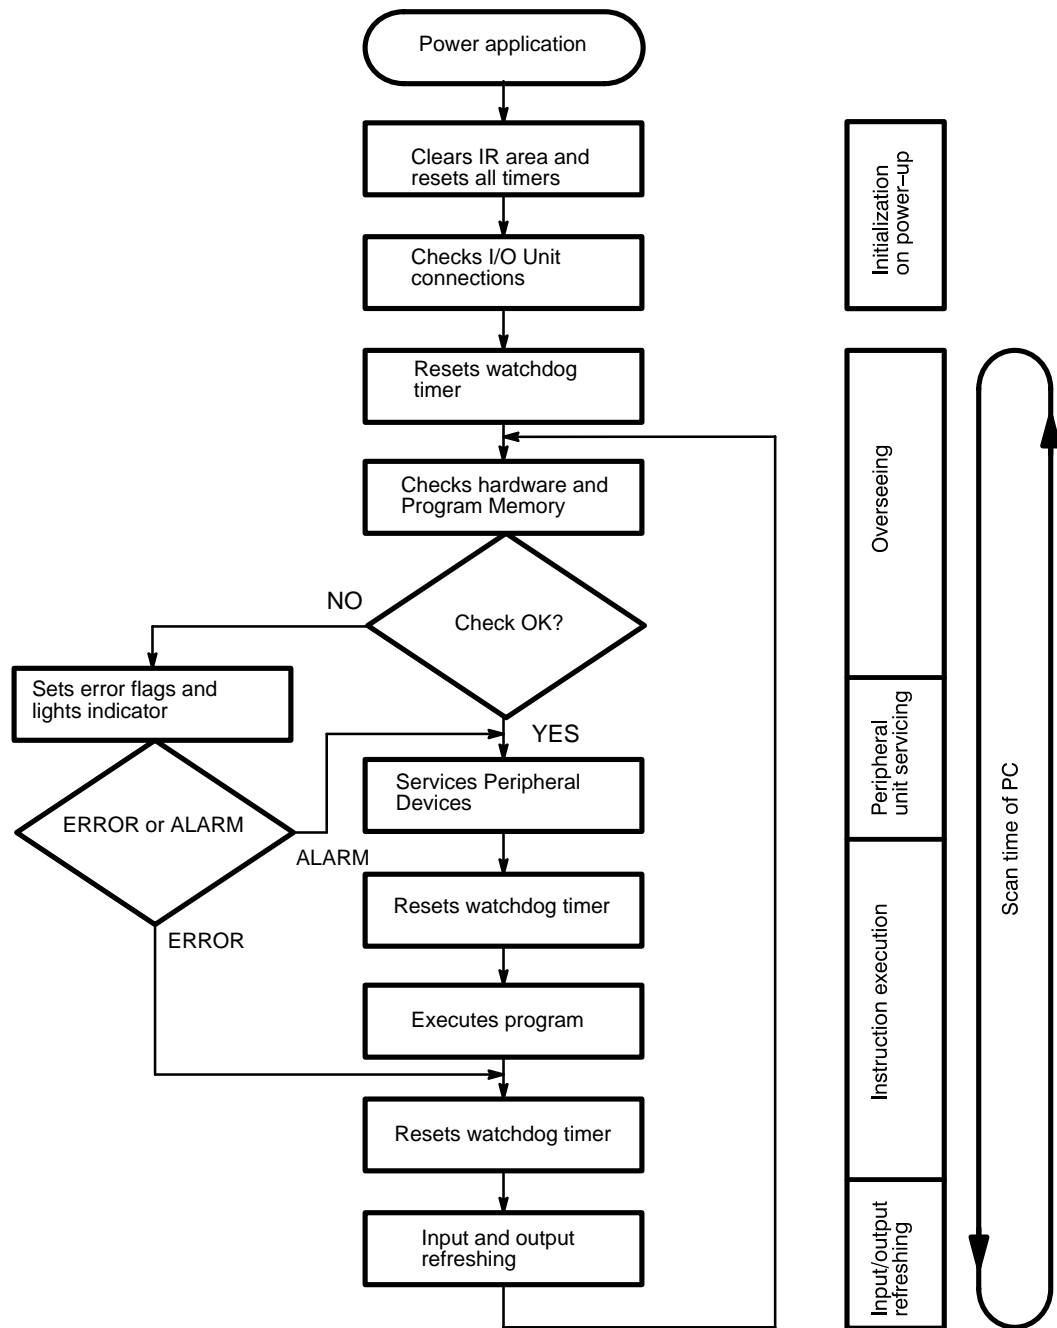 Power application
Clears IR area and
resets all timers
Checks I/O Unit
connections
Resets watchdog
timer
Checks hardware and
Program Memory
Check OK?
NO
YES
Sets error flags and
lights indicator
ERROR or ALARM
ALARM
ERROR
Services Peripheral
Devices
Resets watchdog timer
Executes program
Resets watchdog timer
Input and output
refreshing
Initialization
on power–up
Overseeing
Peripheral
unit servicing
Instruction execution
Input/output
refreshing
Scan time of PC